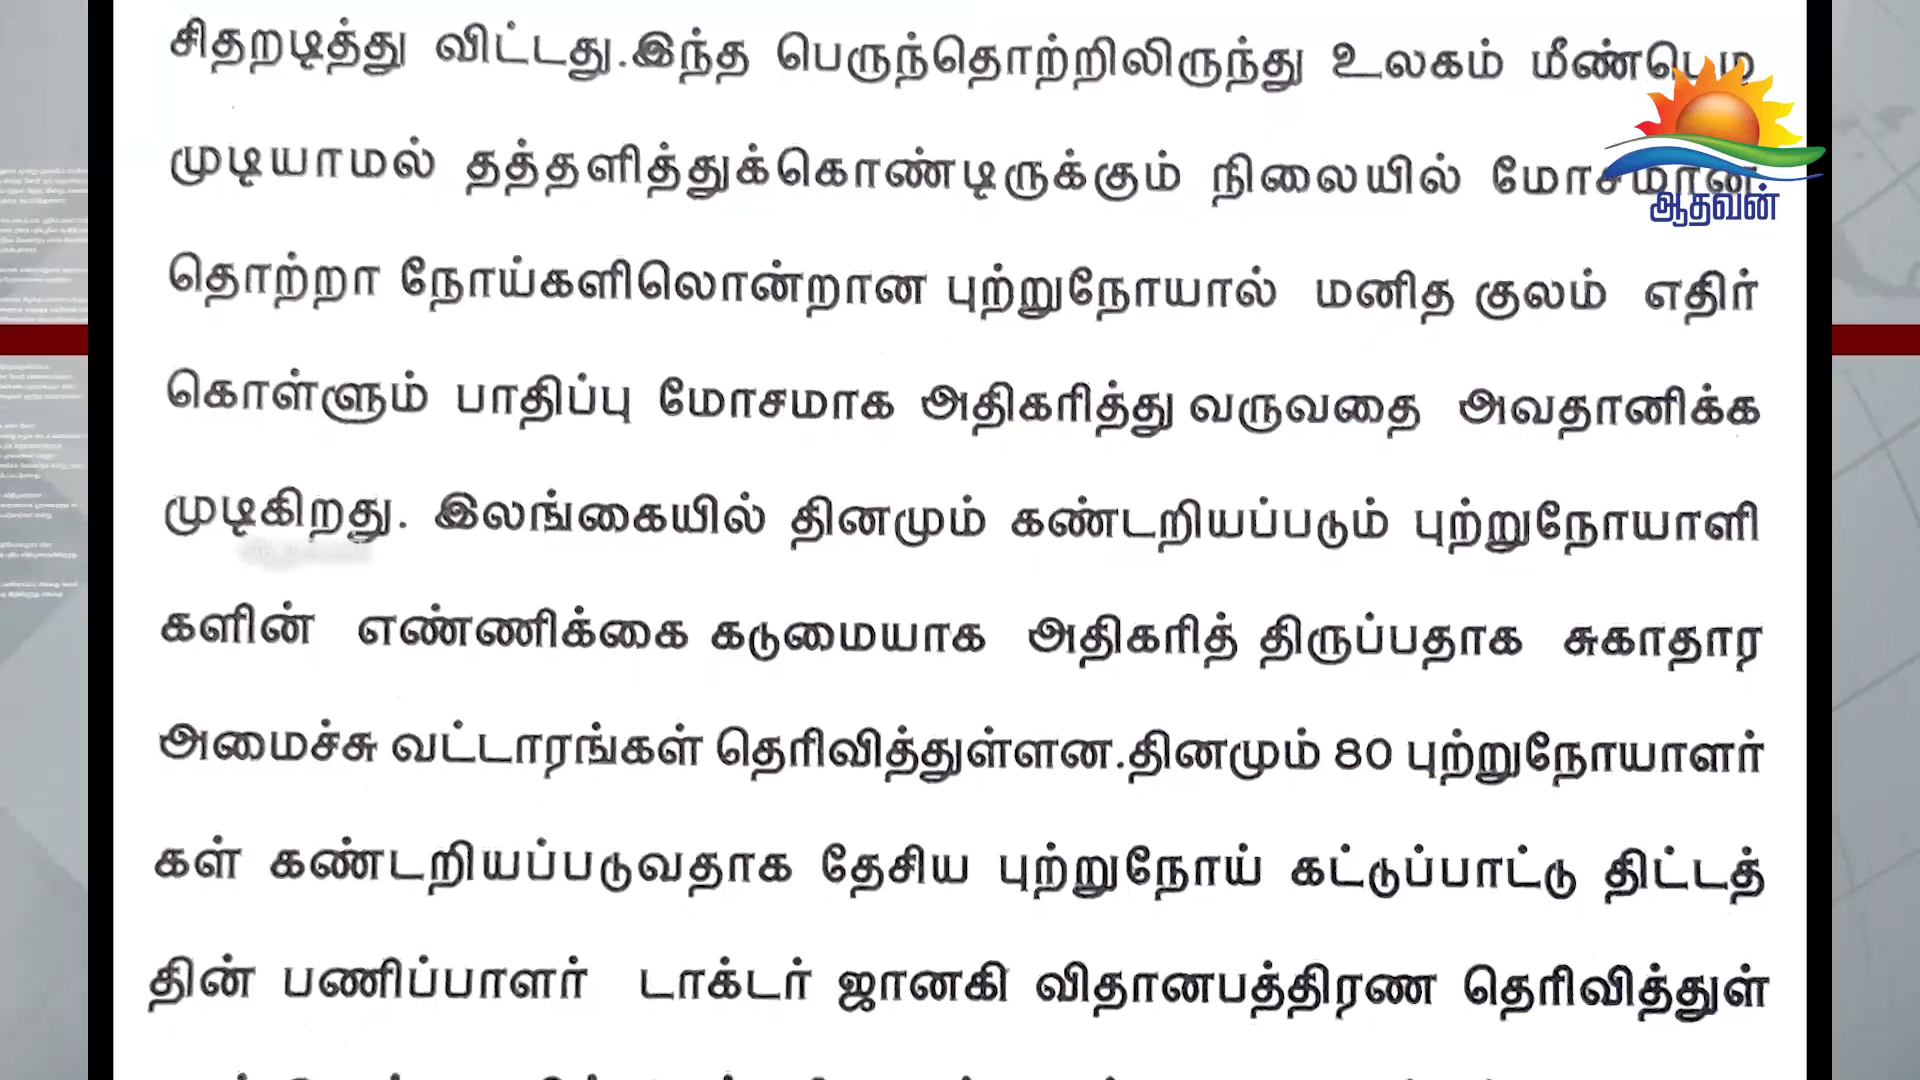 சிதறடித்து விட்டது.இந்த பெருந்தொற்றிலிருந்து உலகம்
முடியாமல் தத்தளித்துக்கொண்டிருக்கும் நிலையில் மோசமான
ஆதவன்
தொற்றா நோய்களிலொன்றான புற்றுநோயால் மனித குலம் எதிர்
கொள்ளும் பாதிப்பு மோசமாக அதிகரித்து வருவதை அவதானிக்க
முடிகிறது. இலங்கையில் தினமும் கண்டறியப்படும் புற்றுநோயாளி
களின் எண்ணிக்கை கடுமையாக அதிகரித் திருப்பதாக சுகாதார
அமைச்சு வட்டாரங்கள் தெரிவித்துள்ளன.தினமும் 80 புற்றுநோயாளர்
கள் கண்டறியப்படுவதாக தேசிய புற்றுநோய் கட்டுப்பாட்டு திட்டத்
தின் பணிப்பாளர் டாக்டர் ஜானகி விதானபத்திரண தெரிவித்துள்